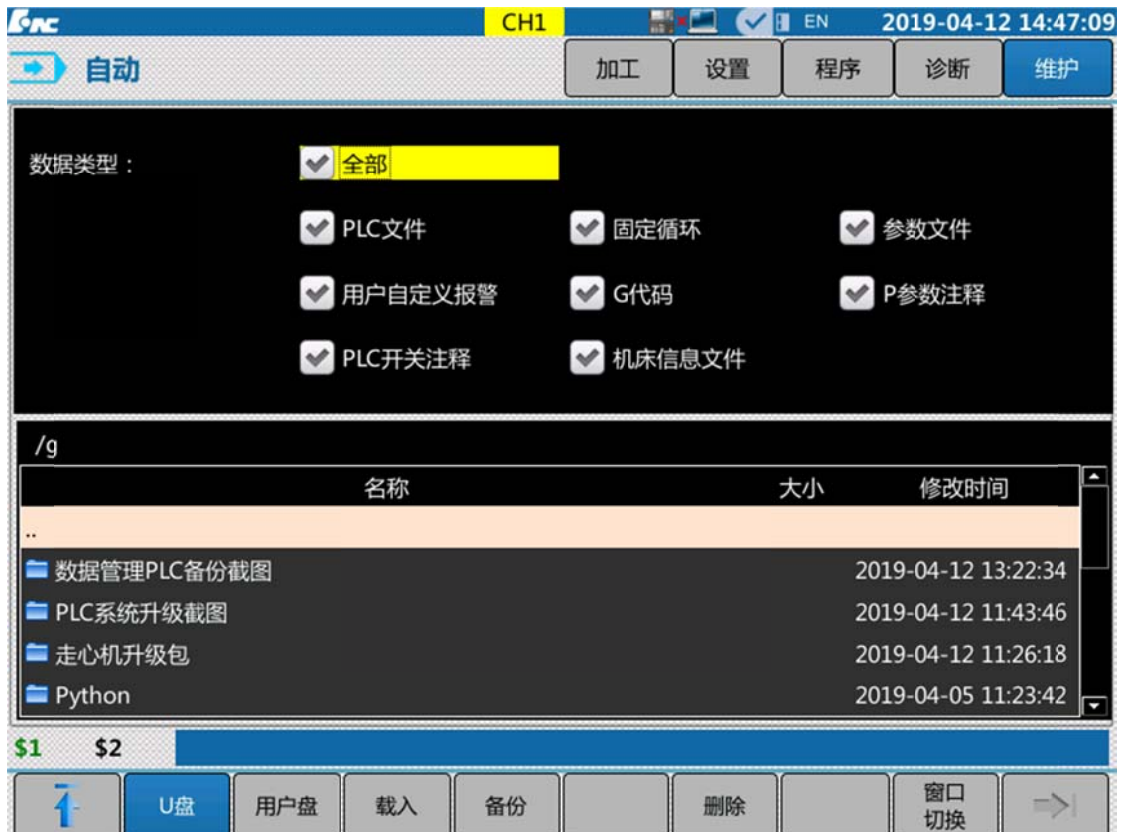 HNC CH1 EN 2019-04-12 14:47:09
自动 加工 设置 程序 诊断 维护
数据类型： 全部
PLC文件 固定循环 参数文件
用户自定义报警 G代码 P参数注释
PLC开关注释 机床信息文件
/g
名称 大小 修改时间
..
数据管理PLC备份截图 2019-04-12 13:22:34
PLC系统升级截图 2019-04-12 11:43:46
走心机升级包 2019-04-12 11:26:18
Python 2019-04-05 11:23:42
$1 $2
U盘 用户盘 载入 备份 删除 窗口
切换